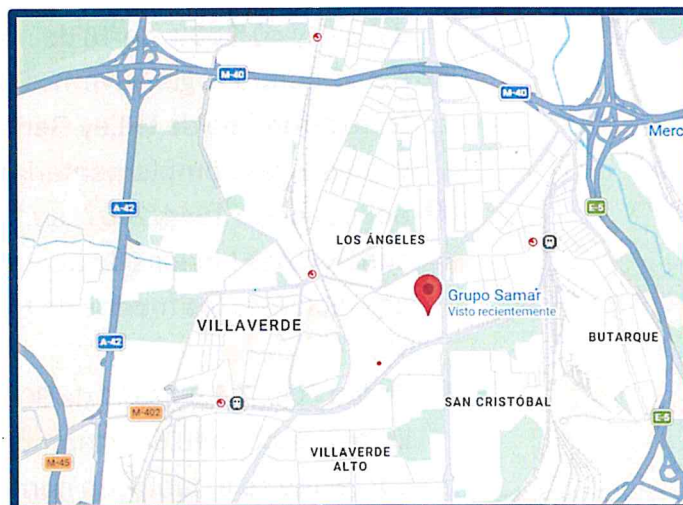 M-40
M-40
Merc
A-42
E-5
LOS ÁNGELES
Grupo Samar
Visto recientemente
VILLAVERDE
BUTARQUE
A-42
SAN CRISTÓBAL
M-402
E-5
VILLAVERDE
ALTO
M-45